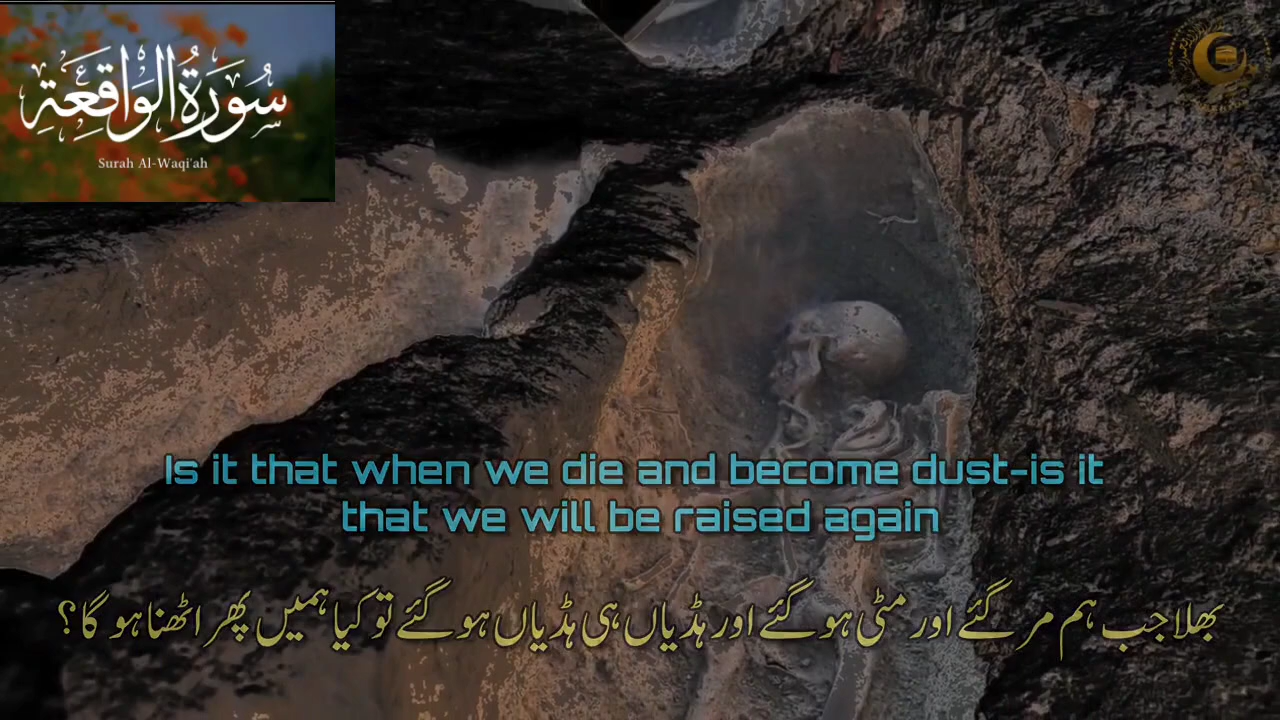 سُورَةُ الْوَاقِعَة
Surah Al-Waqi'ah
Is it that when we die and become dust-is it
that we will be raised again
بھلا جب ہم مر گئے اور مٹی ہو گئے اور ہڈیاں ہی ہڈیاں ہو گئے تو کیا ہمیں پھر اٹھنا ہو گا؟